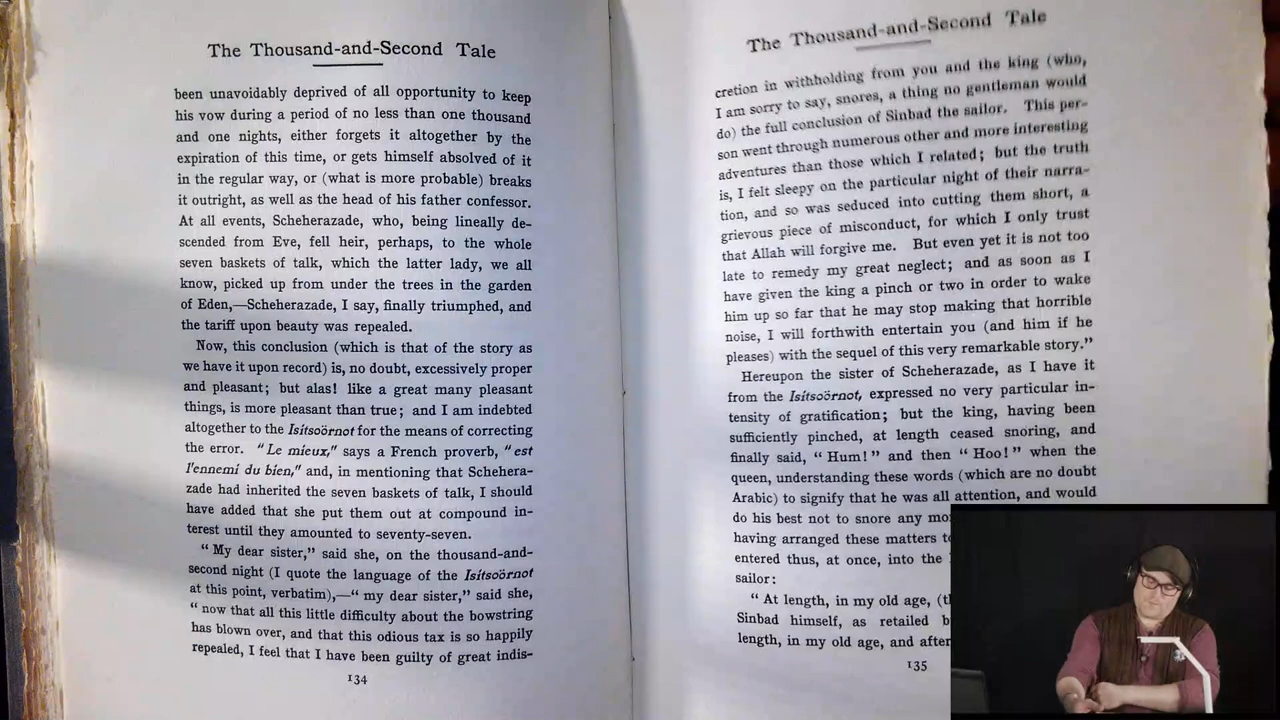 The Thousand-and-Second Tale
been unavoidably deprived of all opportunity to keep
his vow during a period of no less than one thousand
and one nights, either forgets it altogether by the
expiration of this time, or gets himself absolved of it
in the regular way, or (what is more probable) breaks
it outright, as well as the head of his father confessor.
At all events, Scheherazade, who, being lineally de-
scended from Eve, fell heir, perhaps, to the whole
seven baskets of talk, which the latter lady, we all
know, picked up from under the trees in the garden
of Eden,—Scheherazade, I say, finally triumphed, and
the tariff upon beauty was repealed.
Now, this conclusion (which is that of the story as
we have it upon record) is, no doubt, excessively proper
and pleasant; but alas! like a great many pleasant
things, is more pleasant than true; and I am indebted
altogether to the Isítsoörnot for the means of correcting
the error. "Le mieux," says a French proverb, "est
l'ennemi du bien," and, in mentioning that Schehera-
zade had inherited the seven baskets of talk, I should
have added that she put them out at compound in-
terest until they amounted to seventy-seven.
"My dear sister," said she, on the thousand-and-
second night (I quote the language of the Isítsoörnot
at this point, verbatim),—"my dear sister," said she,
"now that all this little difficulty about the bowstring
has blown over, and that this odious tax is so happily
repealed, I feel that I have been guilty of great indis-
134
The Thousand-and-Second Tale
cretion in withholding from you and the king (who,
I am sorry to say, snores, a thing no gentleman would
do) the full conclusion of Sinbad the sailor. This per-
son went through numerous other and more interesting
adventures than those which I related; but the truth
is, I felt sleepy on the particular night of their narra-
tion, and so was seduced into cutting them short, a
grievous piece of misconduct, for which I only trust
that Allah will forgive me. But even yet it is not too
late to remedy my great neglect; and as soon as I
have given the king a pinch or two in order to wake
him up so far that he may stop making that horrible
noise, I will forthwith entertain you (and him if he
pleases) with the sequel of this very remarkable story."
Hereupon the sister of Scheherazade, as I have it
from the Isítsoörnot, expressed no very particular in-
tensity of gratification; but the king, having been
sufficiently pinched, at length ceased snoring, and
finally said, "Hum!" and then "Hoo!" when the
queen, understanding these words (which are no doubt
Arabic) to signify that he was all attention, and would
do his best not to snore any
having arranged these matters
entered thus, at once, into the
sailor:
"At length, in my old age,
Sinbad himself, as retailed
length, in my old age, and after
135